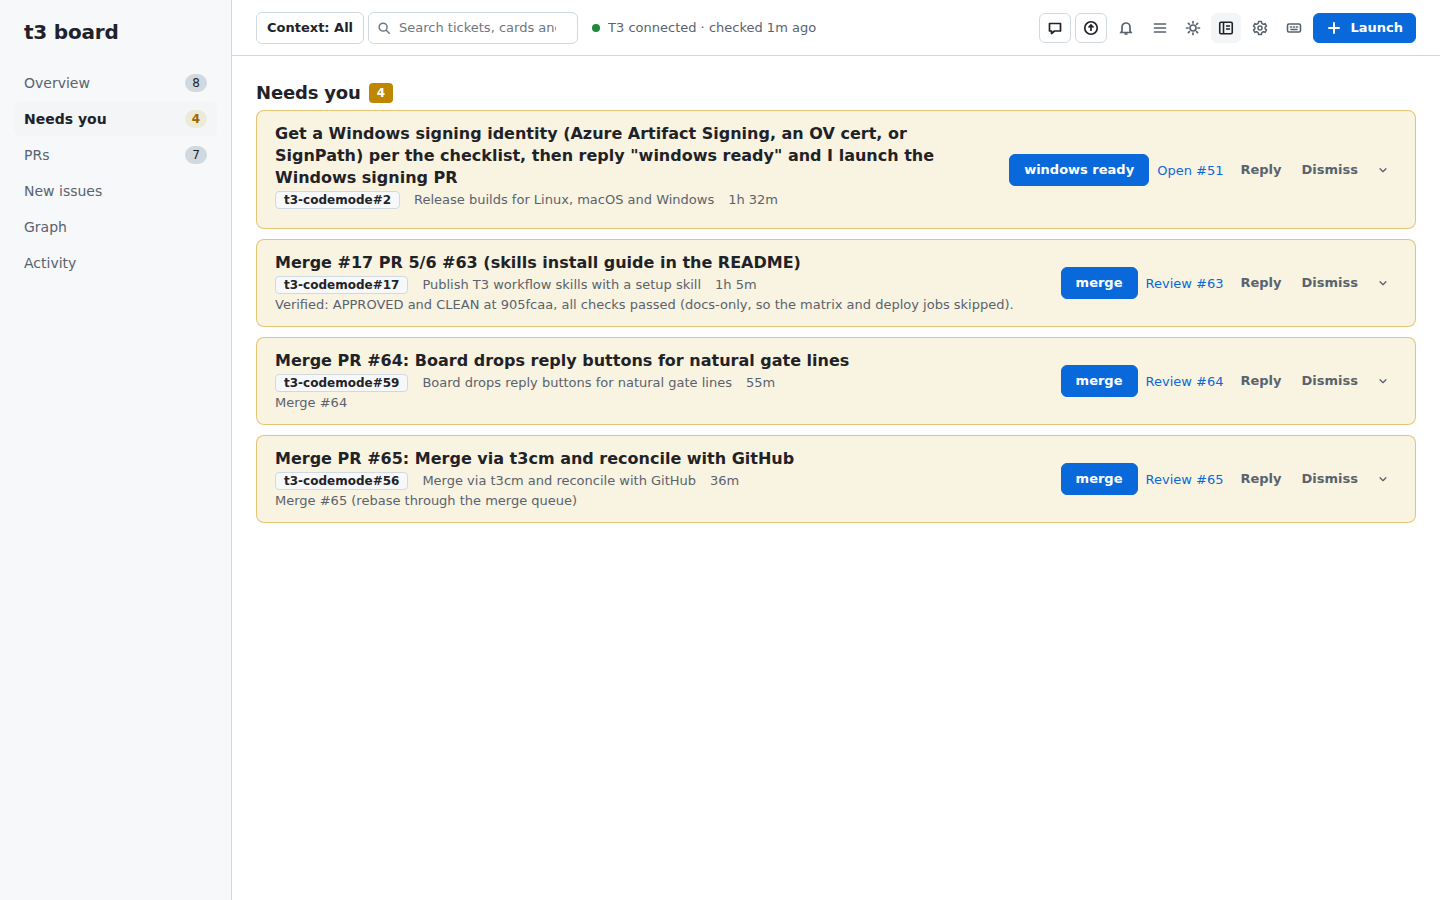 t3 board
Overview 8
Needs you 4
PRs 7
New issues
Graph
Activity
Context: All
Search tickets, cards an
T3 connected · checked 1m ago
Launch
Needs you 4
Get a Windows signing identity (Azure Artifact Signing, an OV cert, or
SignPath) per the checklist, then reply "windows ready" and I launch the
Windows signing PR
t3-codemode#2 Release builds for Linux, macOS and Windows 1h 32m
windows ready Open #51 Reply Dismiss
Merge #17 PR 5/6 #63 (skills install guide in the README)
t3-codemode#17 Publish T3 workflow skills with a setup skill 1h 5m
Verified: APPROVED and CLEAN at 905fcaa, all checks passed (docs-only, so the matrix and deploy jobs skipped).
merge Review #63 Reply Dismiss
Merge PR #64: Board drops reply buttons for natural gate lines
t3-codemode#59 Board drops reply buttons for natural gate lines 55m
Merge #64
merge Review #64 Reply Dismiss
Merge PR #65: Merge via t3cm and reconcile with GitHub
t3-codemode#56 Merge via t3cm and reconcile with GitHub 36m
Merge #65 (rebase through the merge queue)
merge Review #65 Reply Dismiss